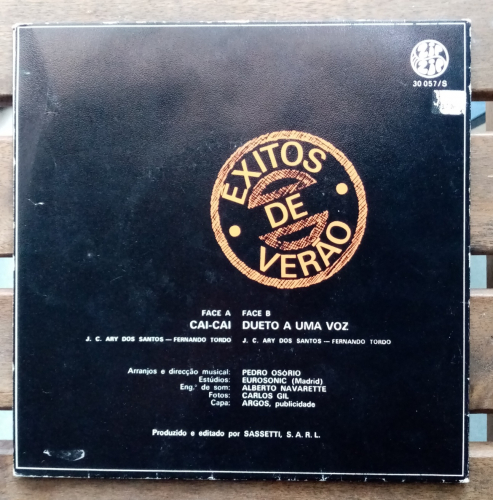 ZIP
ZIP
30 057/S
EXITOS
DE
VERÃO
FACE A FACE B
CAI-CAI DUETO A UMA VOZ
J. C. ARY DOS SANTOS — FERNANDO TORDO J. C. ARY DOS SANTOS — FERNANDO TORDO
Arranjos e direcção musical: PEDRO OSÓRIO
Estúdios: EUROSONIC (Madrid)
Eng.º de som: ALBERTO NAVARETTE
Fotos: CARLOS GIL
Capa: ARGOS, publicidade
Produzido e editado por SASSETTI, S. A. R. L.